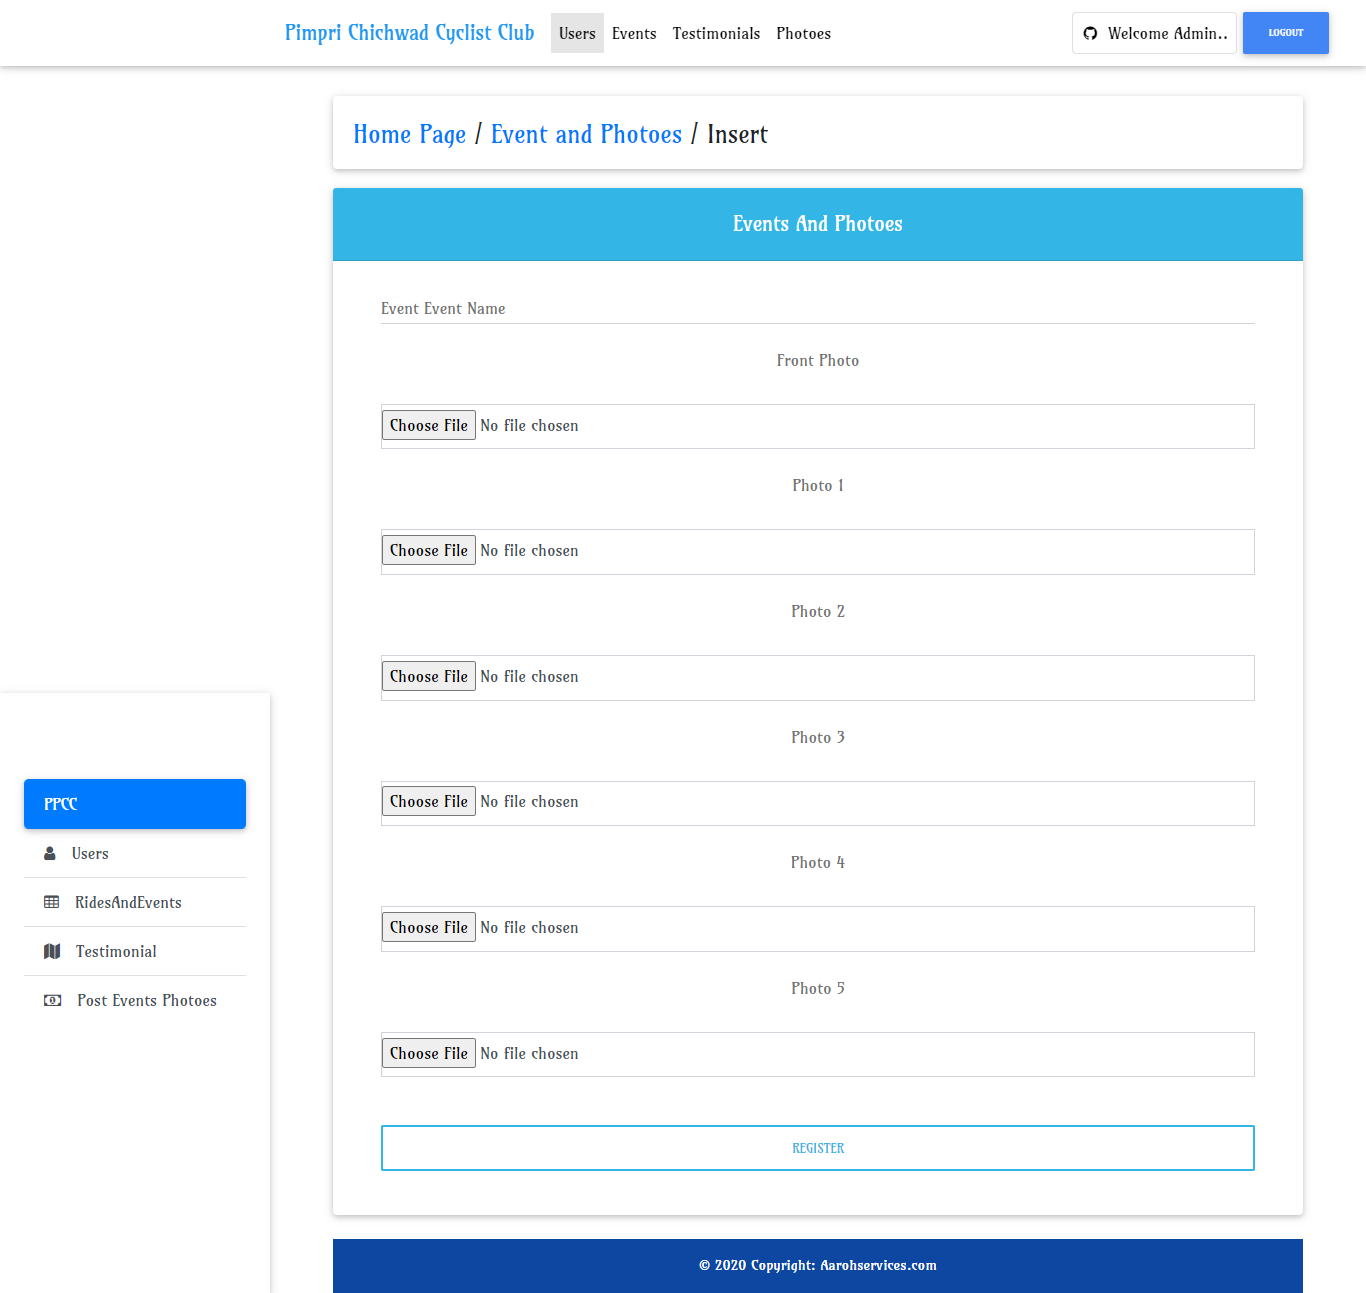 Pimpri Chichwad Cyclist Club Users Events Testimonials Photoes Welcome Admin.. LOGOUT
Home Page / Event and Photoes / Insert
Events And Photoes
Event Event Name
Front Photo
Choose File No file chosen
Photo 1
Choose File No file chosen
Photo 2
Choose File No file chosen
Photo 3
Choose File No file chosen
Photo 4
Choose File No file chosen
Photo 5
Choose File No file chosen
REGISTER
PPCC
Users
RidesAndEvents
Testimonial
Post Events Photoes
© 2020 Copyright: Aarohservices.com